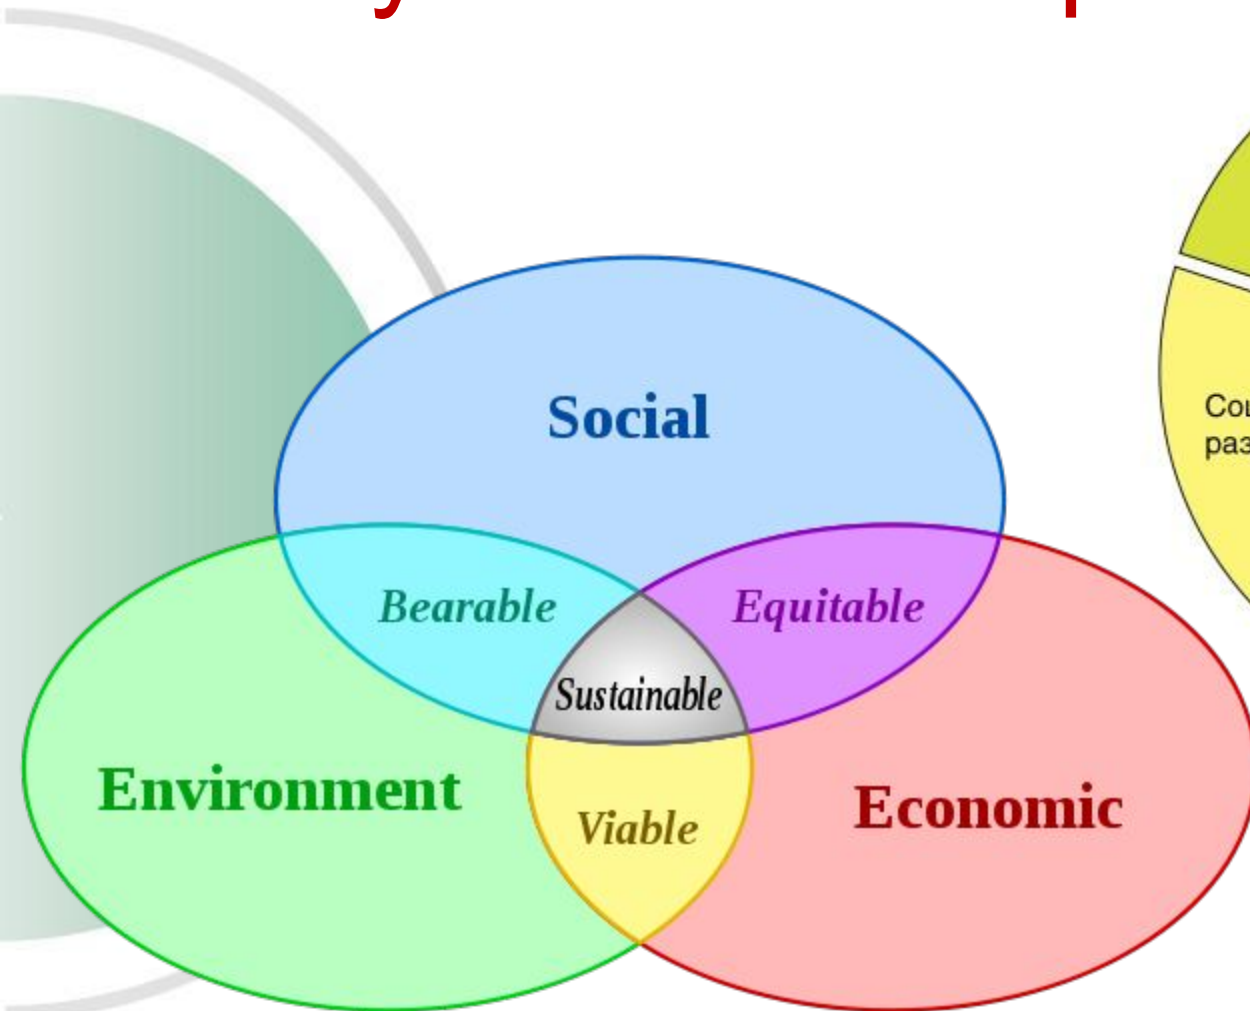 Social
Bearable
Equitable
Sustainable
Environment
Economic
Viable